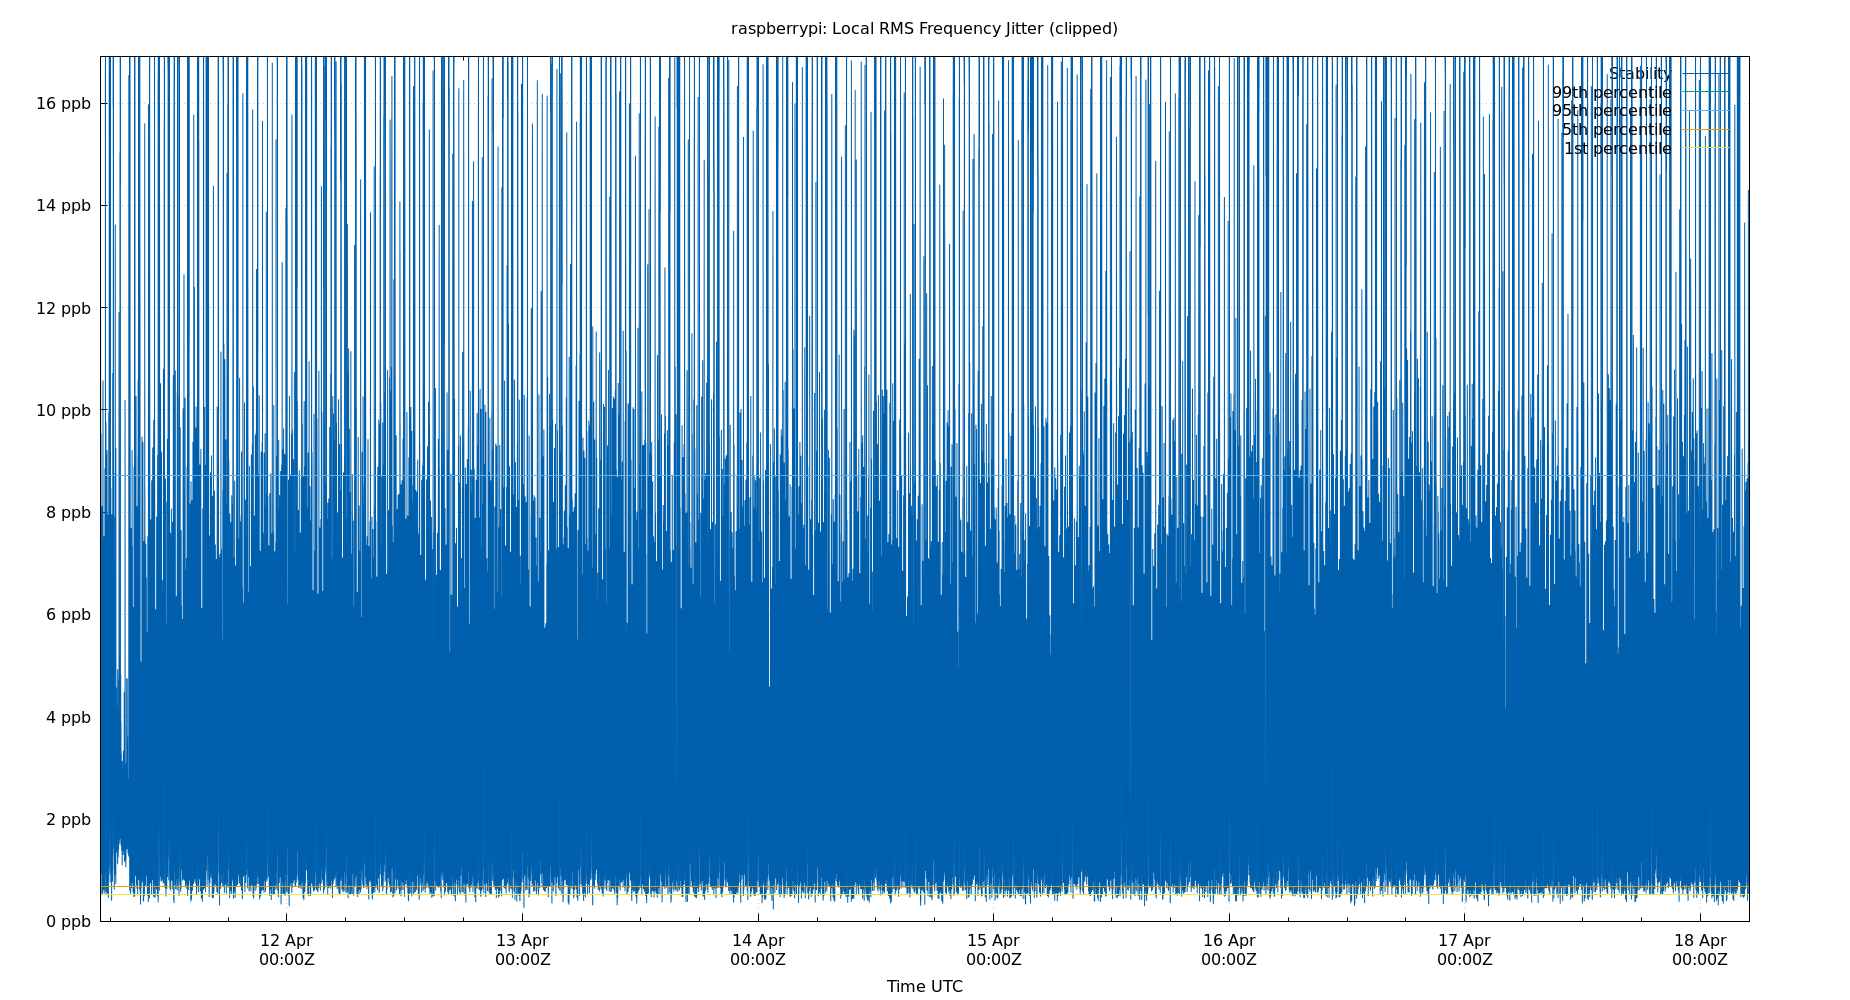 raspberrypi: Local RMS Frequency Jitter (clipped)
Stability
99th percentile
95th percentile
5th percentile
1st percentile
16 ppb
14 ppb
12 ppb
10 ppb
8 ppb
6 ppb
4 ppb
2 ppb
0 ppb
12 Apr 13 Apr 14 Apr 15 Apr 16 Apr 17 Apr 18 Apr
00:00Z 00:00Z 00:00Z 00:00Z 00:00Z 00:00Z 00:00Z
Time UTC